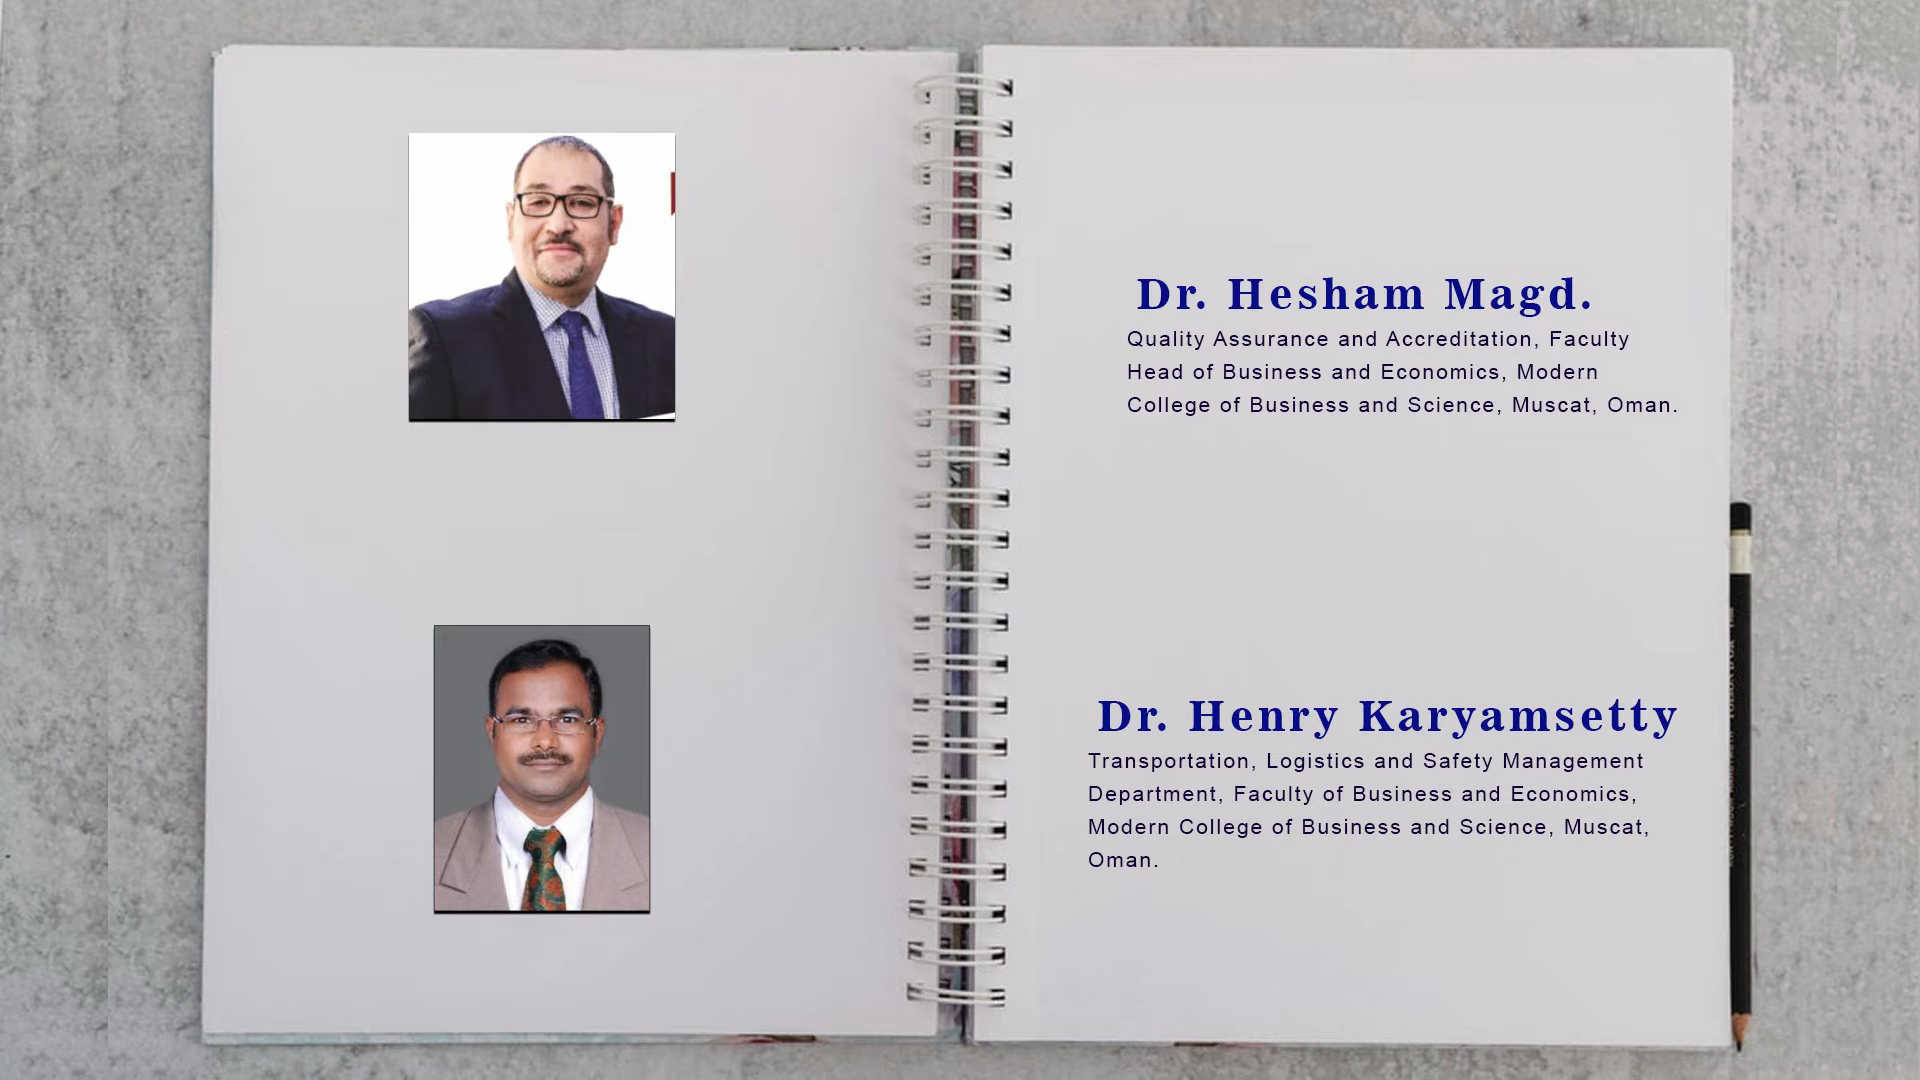 Dr. Hesham Magd.
Quality Assurance and Accreditation, Faculty
Head of Business and Economics, Modern
College of Business and Science, Muscat, Oman.
Dr. Henry Karyamsetty
Transportation, Logistics and Safety Management
Department, Faculty of Business and Economics,
Modern College of Business and Science, Muscat,
Oman.